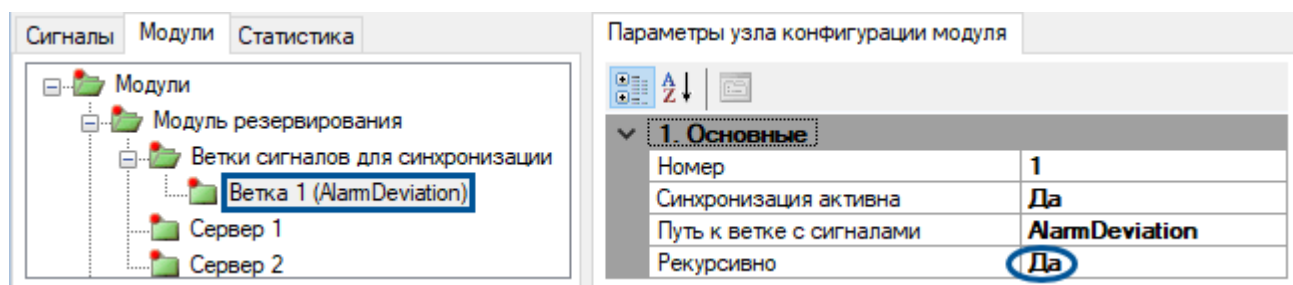 Сигналы Модули Статистика
Модули
Модуль резервирования
Ветки сигналов для синхронизации
Ветка 1 (AlarmDeviation)
Сервер 1
Сервер 2
Параметры узла конфигурации модуля
1. Основные
Номер 1
Синхронизация активна Да
Путь к ветке с сигналами AlarmDeviation
Рекурсивно Да